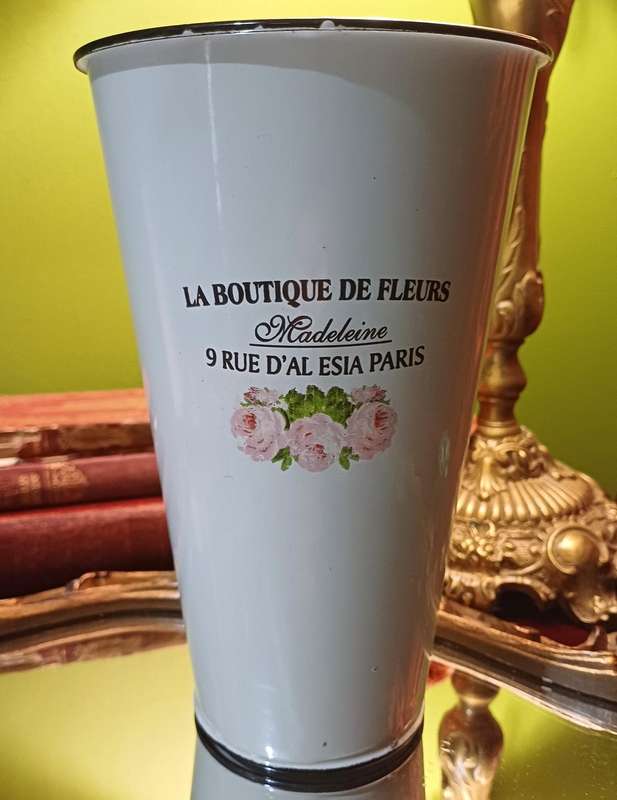 LA BOUTIQUE DE FLEURS
Madeleine
9 RUE D'AL ESIA PARIS